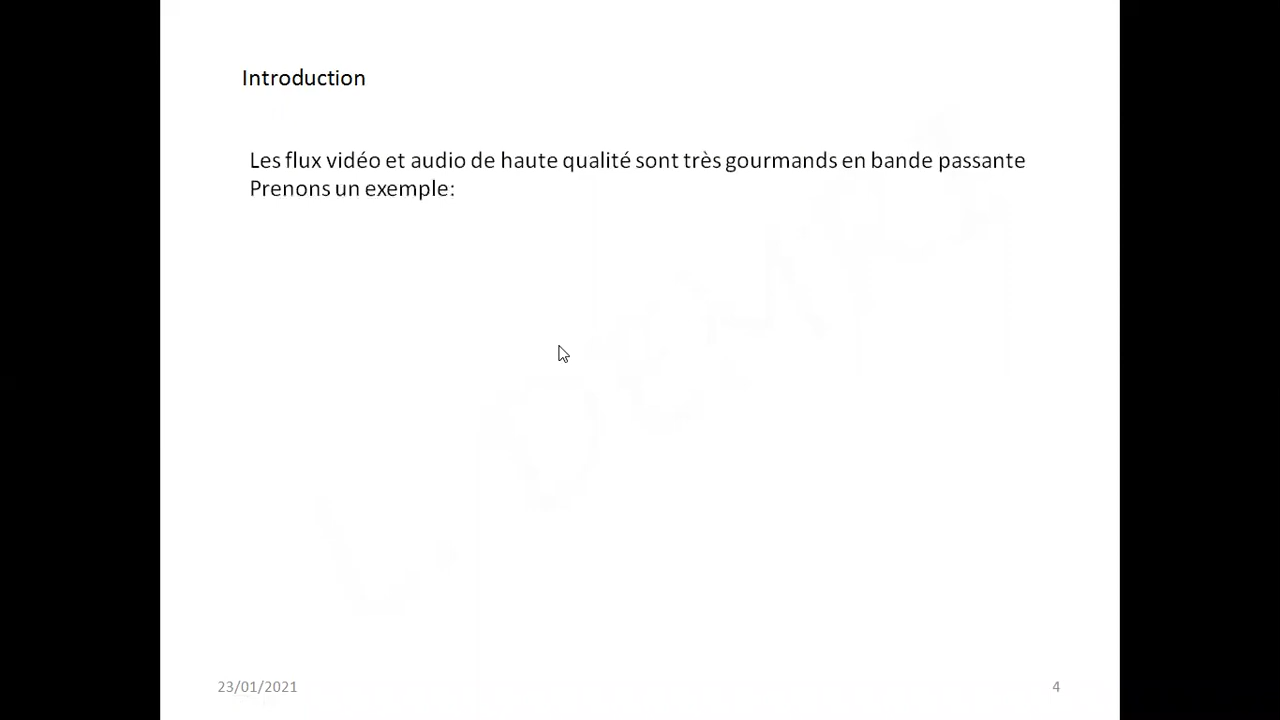 Introduction
Les flux vidéo et audio de haute qualité sont très gourmands en bande passante
Prenons un exemple:
23/01/2021
4